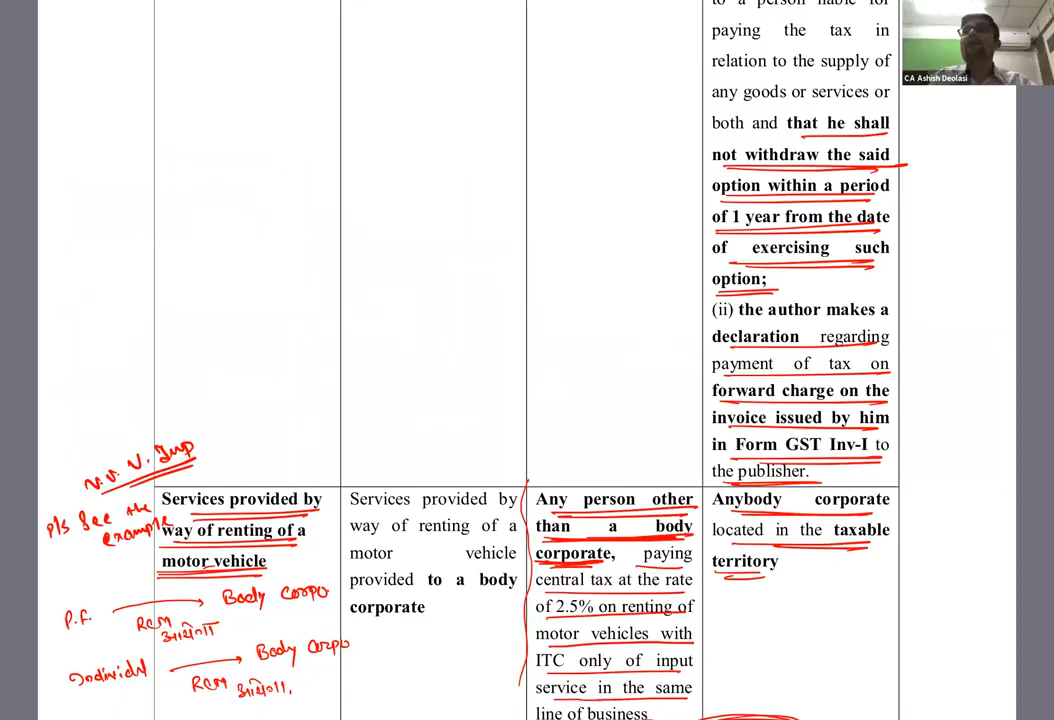 to a person liable for
paying the tax in
relation to the supply of
any goods or services or
both and that he shall
not withdraw the said
option within a period
of 1 year from the date
of exercising such
option;
(ii) the author makes a
declaration regarding
payment of tax on
forward charge on the
invoice issued by him
in Form GST Inv-I to
the publisher.
CA Ashish Deolasi
V. V. V. Imp
Pls see the
example
Services provided by
way of renting of a
motor vehicle
Services provided by
way of renting of a
motor vehicle
provided to a body
corporate
Any person other
than a body
corporate, paying
central tax at the rate
of 2.5% on renting of
motor vehicles with
ITC only of input
service in the same
line of business
Anybody corporate
located in the taxable
territory
P.F. Body Corpo
RCM
आयेगा
Individl Body Corpo
RCM आयेगा.